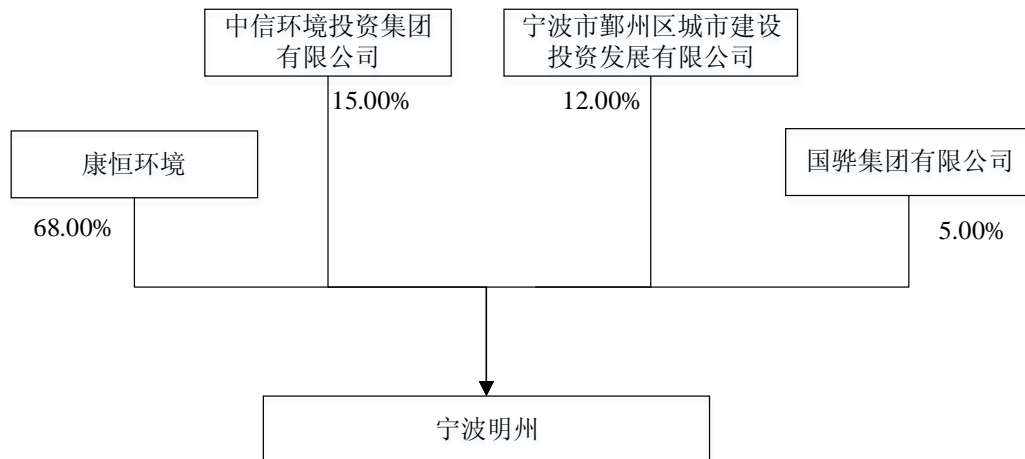 中信环境投资集团
有限公司
宁波市鄞州区城市建设
投资发展有限公司
15.00%
12.00%
康恒环境
国骅集团有限公司
68.00%
5.00%
宁波明州